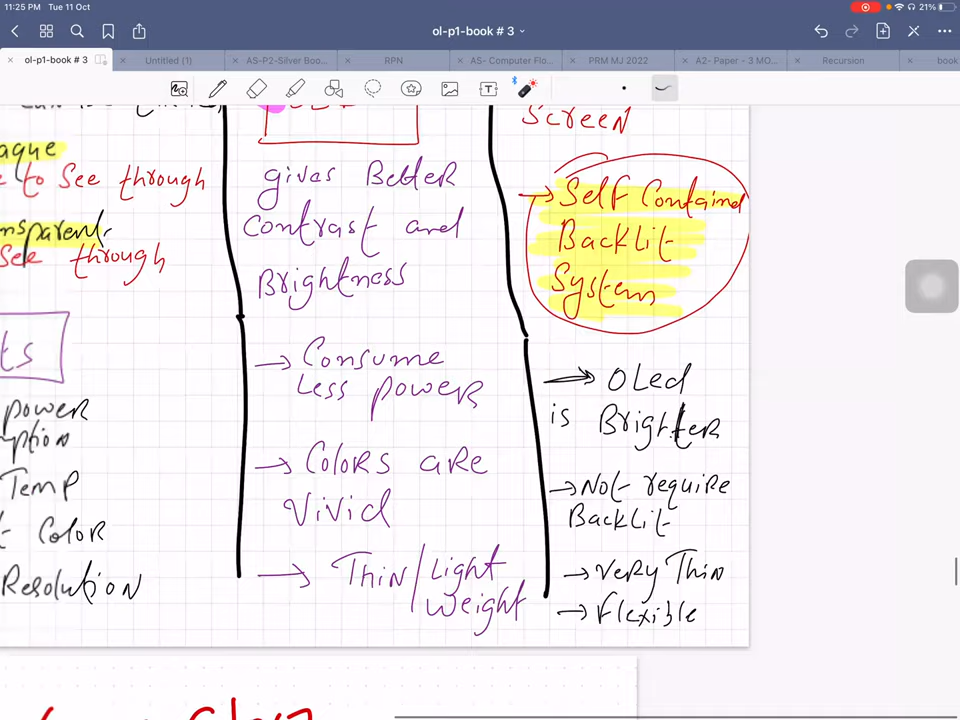 11:25 PM Tue 11 Oct
21%
ol-p1-book # 3
ol-p1-book # 3
Untitled (1)
AS-P2-Silver Boo...
RPN
AS- Computer Flo...
PRM MJ 2022
A2- Paper - 3 MO...
Recursion
book
aque
to See through
nsparent
See through
ts
power
mption
Temp
Color
Resolution
gives Better
Contrast and
Brightness
→ Consume
Less power
→ Colors are
Vivid
→ Thin/Light
Weight
Screen
→ Self Contained
Backlit
System
→ OLed
is Brighter
→ Not require
Backlit
→ Very Thin
→ Flexible